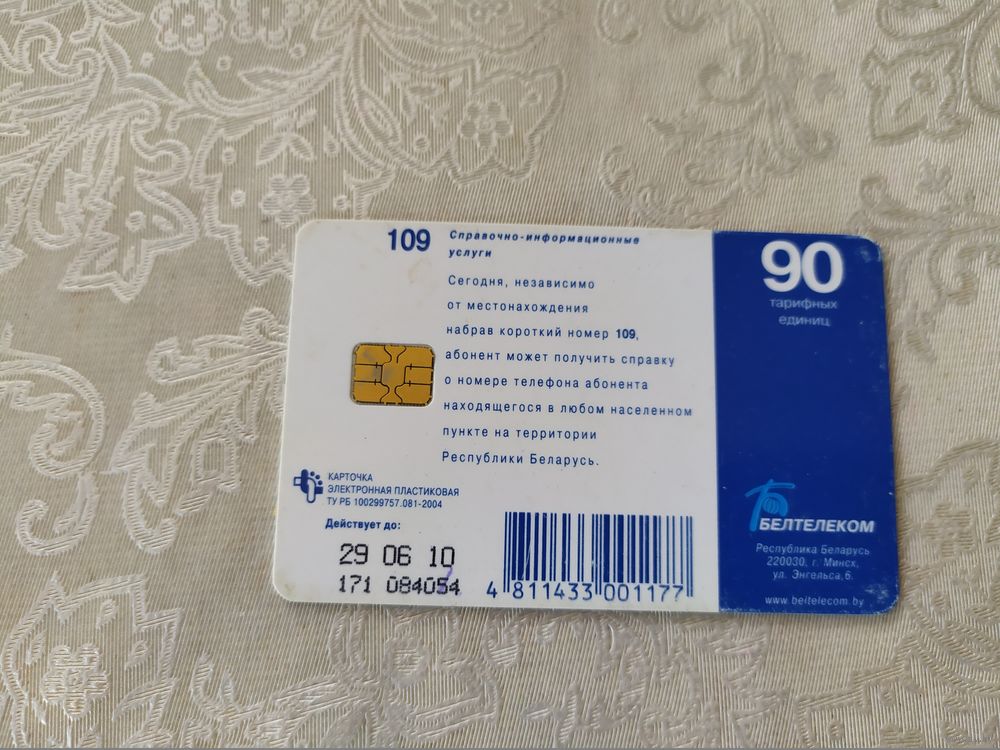 109
Справочно-информационные
услуги
Сегодня, независимо
от местонахождения
набрав короткий номер 109,
абонент может получить справку
о номере телефона абонента
находящегося в любом населенном
пункте на территории
Республики Беларусь.
КАРТОЧКА
ЭЛЕКТРОННАЯ ПЛАСТИКОВАЯ
ТУ РБ 100299757.081-2004
Действует до:
29 06 10
171 084054
4 811433 001177
90
тарифных
единиц
БЕЛТЕЛЕКОМ
Республика Беларусь
220030, г. Минск,
ул. Энгельса,6.
www.beltelecom.by